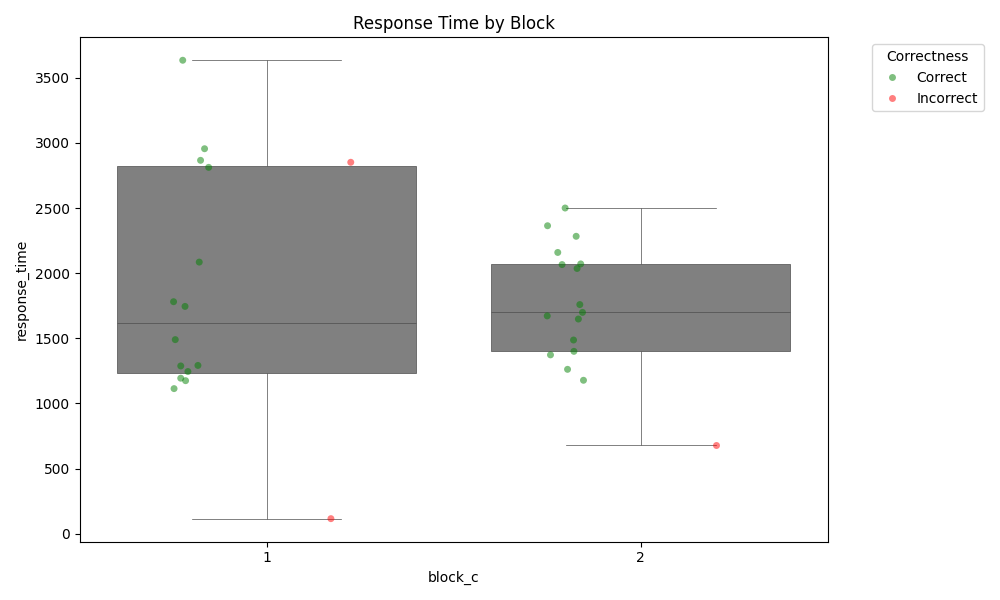 Response Time by Block
Correctness
Correct
Incorrect
response_time
3500
3000
2500
2000
1500
1000
500
0
1
2
block_c